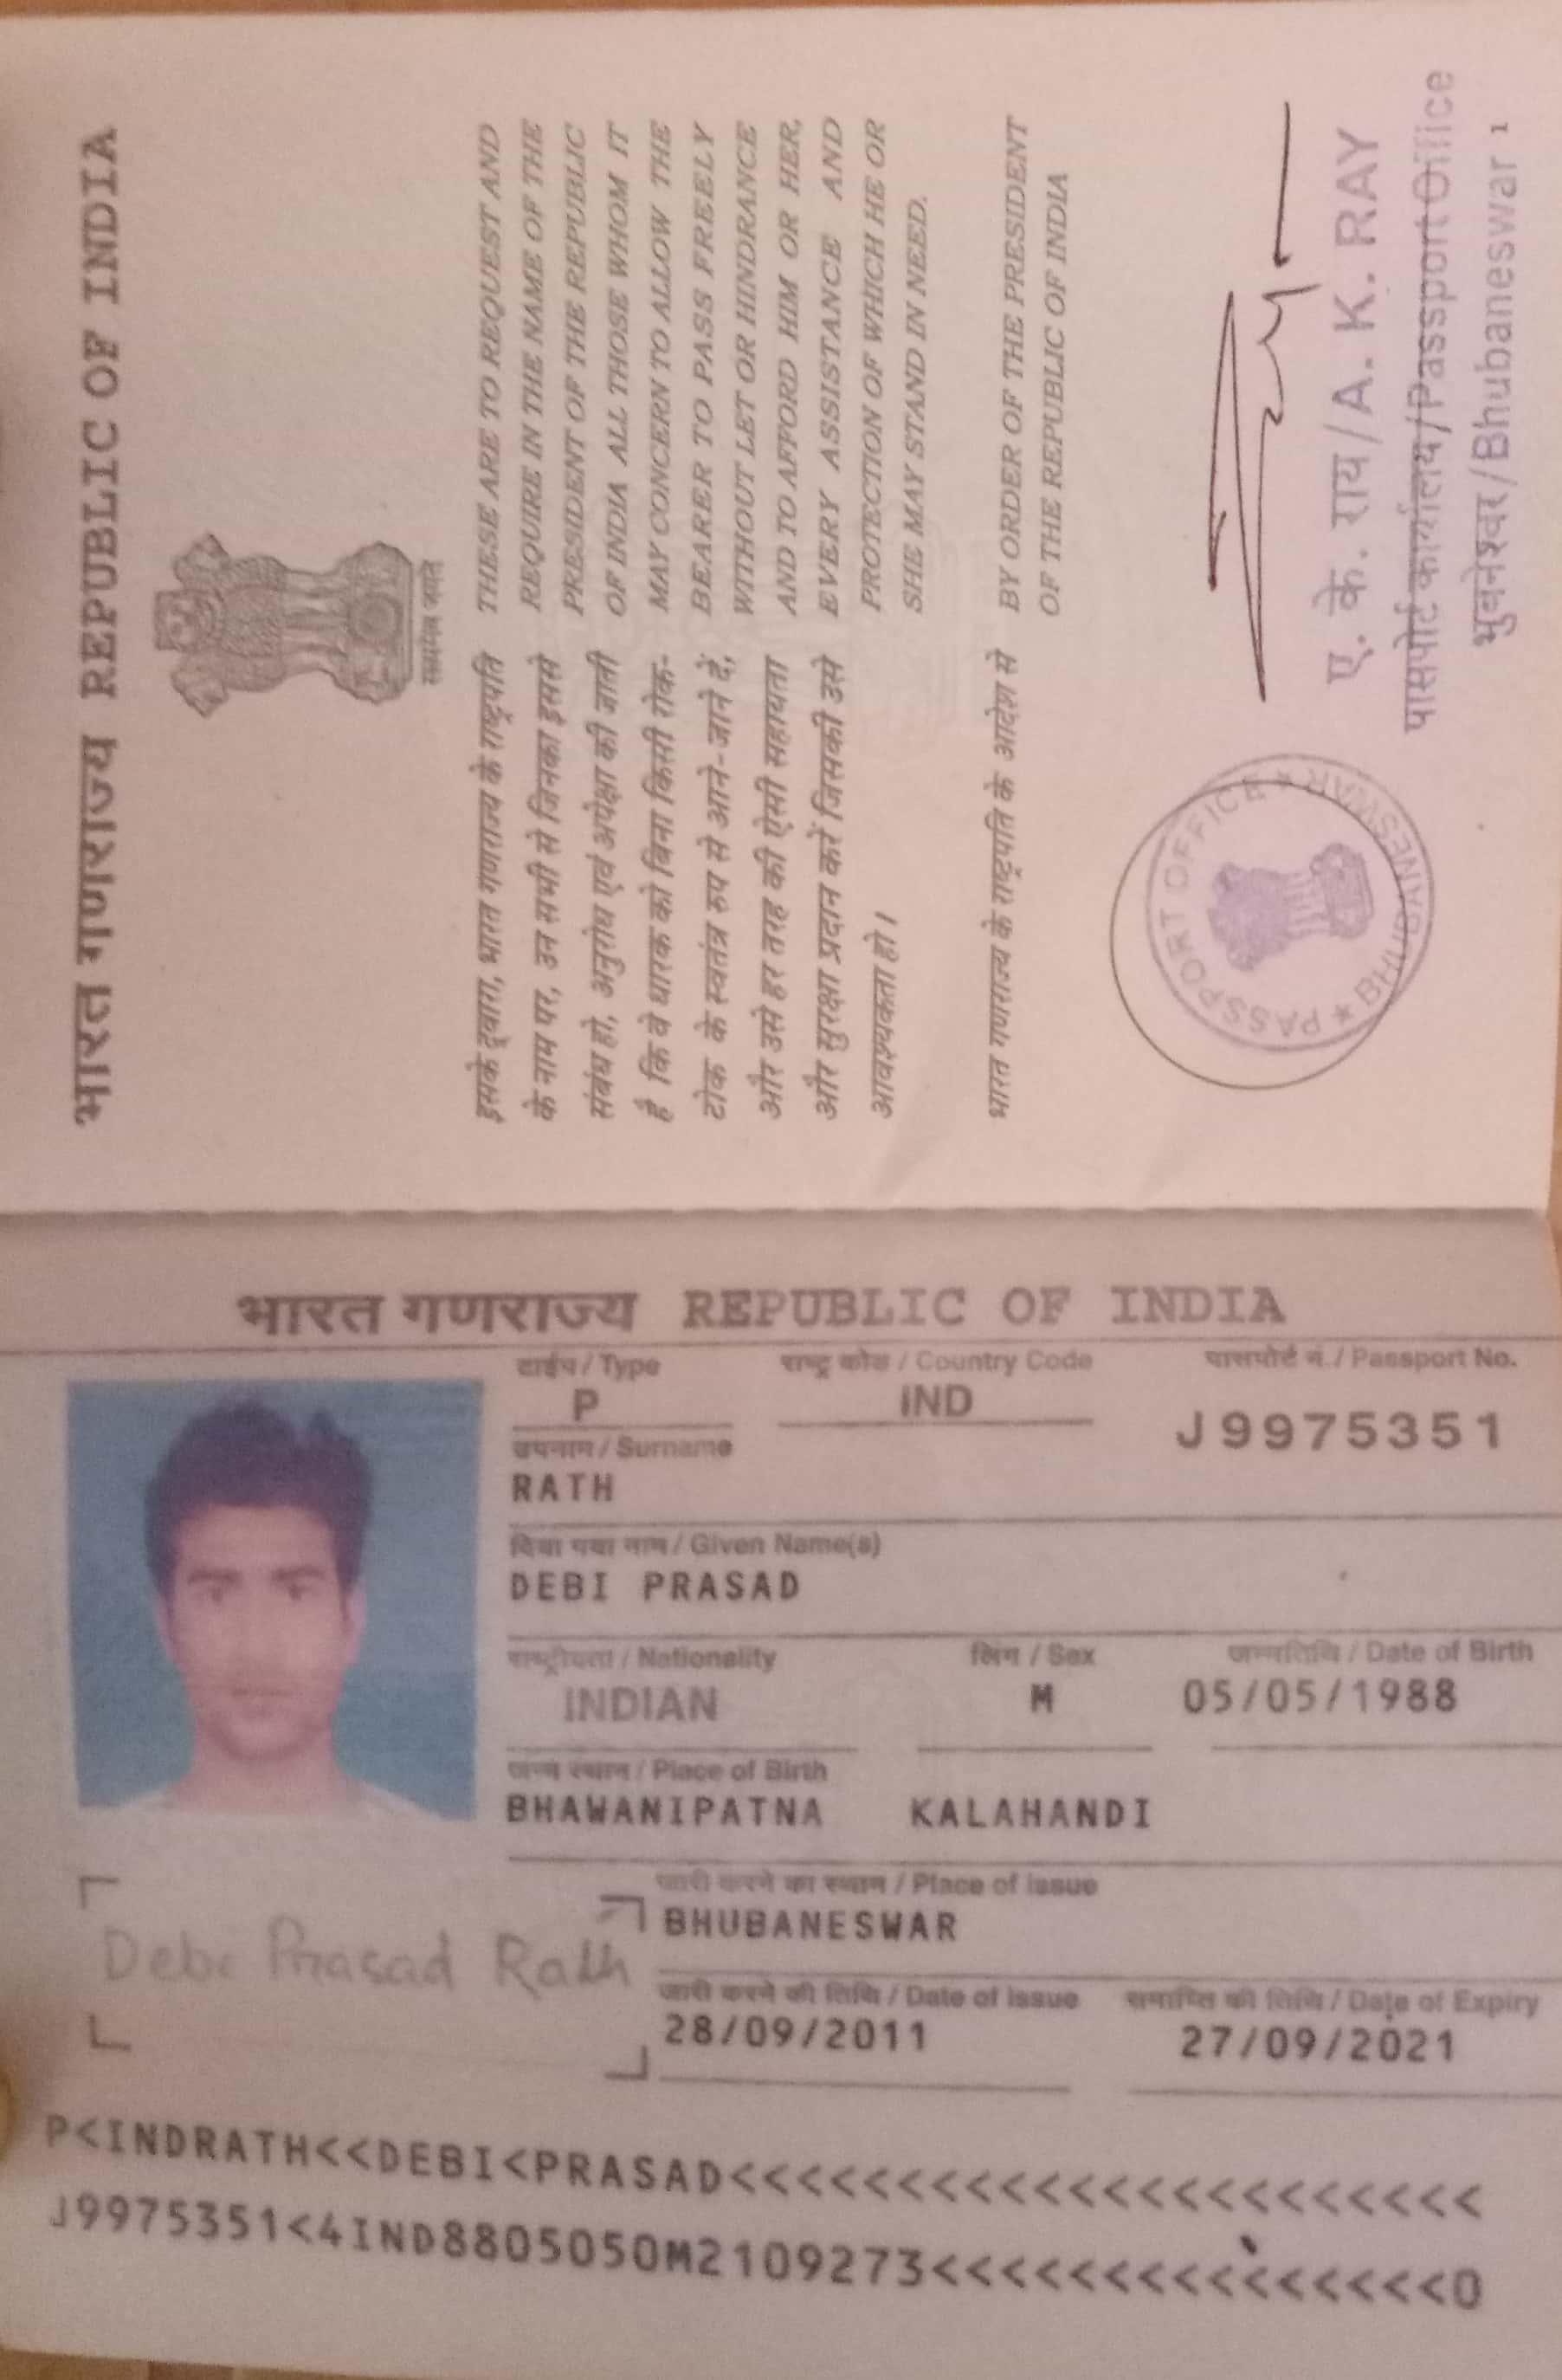 भारत गणराज्य REPUBLIC OF INDIA
सत्यमेव जयते
इसके द्वारा, भारत गणराज्य के राष्ट्रपति
के नाम पर, उन सभी से जिनका इससे
संबंध हो, अनुरोध एवं अपेक्षा की जाती
है कि वे धारक को बिना किसी रोक-
टोक के स्वतंत्र रुप से आने-जाने दें,
और उसे हर तरह की ऐसी सहायता
और सुरक्षा प्रदान करें जिसकी उसे
आवश्यकता हो।
THESE ARE TO REQUEST AND
REQUIRE IN THE NAME OF THE
PRESIDENT OF THE REPUBLIC
OF INDIA ALL THOSE WHOM IT
MAY CONCERN TO ALLOW THE
BEARER TO PASS FREELY
WITHOUT LET OR HINDRANCE
AND TO AFFORD HIM OR HER,
EVERY ASSISTANCE AND
PROTECTION OF WHICH HE OR
SHE MAY STAND IN NEED.
भारत गणराज्य के राष्ट्रपति के आदेश से
BY ORDER OF THE PRESIDENT
OF THE REPUBLIC OF INDIA
PASSPORT OFFICE ★ BHUBANESWAR ★
ए. के. राय/A. K. RAY
पासपोर्ट कार्यालय/Passport Office
भुवनेश्वर/Bhubaneswar
1
भारत गणराज्य REPUBLIC OF INDIA
टाईप / Type राष्ट्र कोड / Country Code पासपोर्ट नं. / Passport No.
P IND J9975351
उपनाम / Surname
RATH
दिया गया नाम / Given Name(s)
DEBI PRASAD
राष्ट्रीयता / Nationality लिंग / Sex जन्मतिथि / Date of Birth
INDIAN M 05/05/1988
जन्म स्थान / Place of Birth
BHAWANIPATNA KALAHANDI
जारी करने का स्थान / Place of issue
BHUBANESWAR
Debi Prasad Rath
जारी करने की तिथि / Date of issue समाप्ति की तिथि / Date of Expiry
28/09/2011 27/09/2021
P<INDRATH<<DEBI<PRASAD<<<<<<<<<<<<<<<<<<<<<<
J9975351<4IND8805050M2109273<<<<<<<<<<<<<<<0